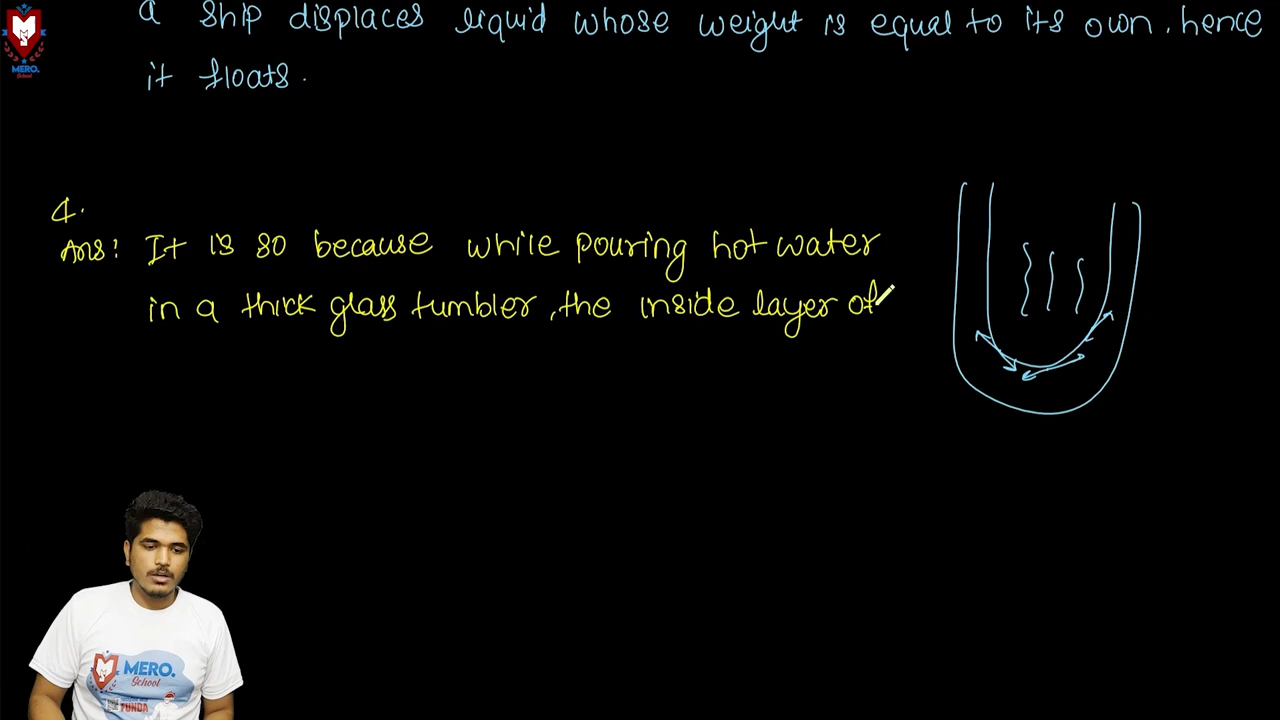 MERO.
School
a ship displaces liquid whose weight is equal to its own. hence
it floats.
4.
Ans: It is so because while pouring hot water
in a thick glass tumbler, the inside layer of
MERO.
School
FUNDA